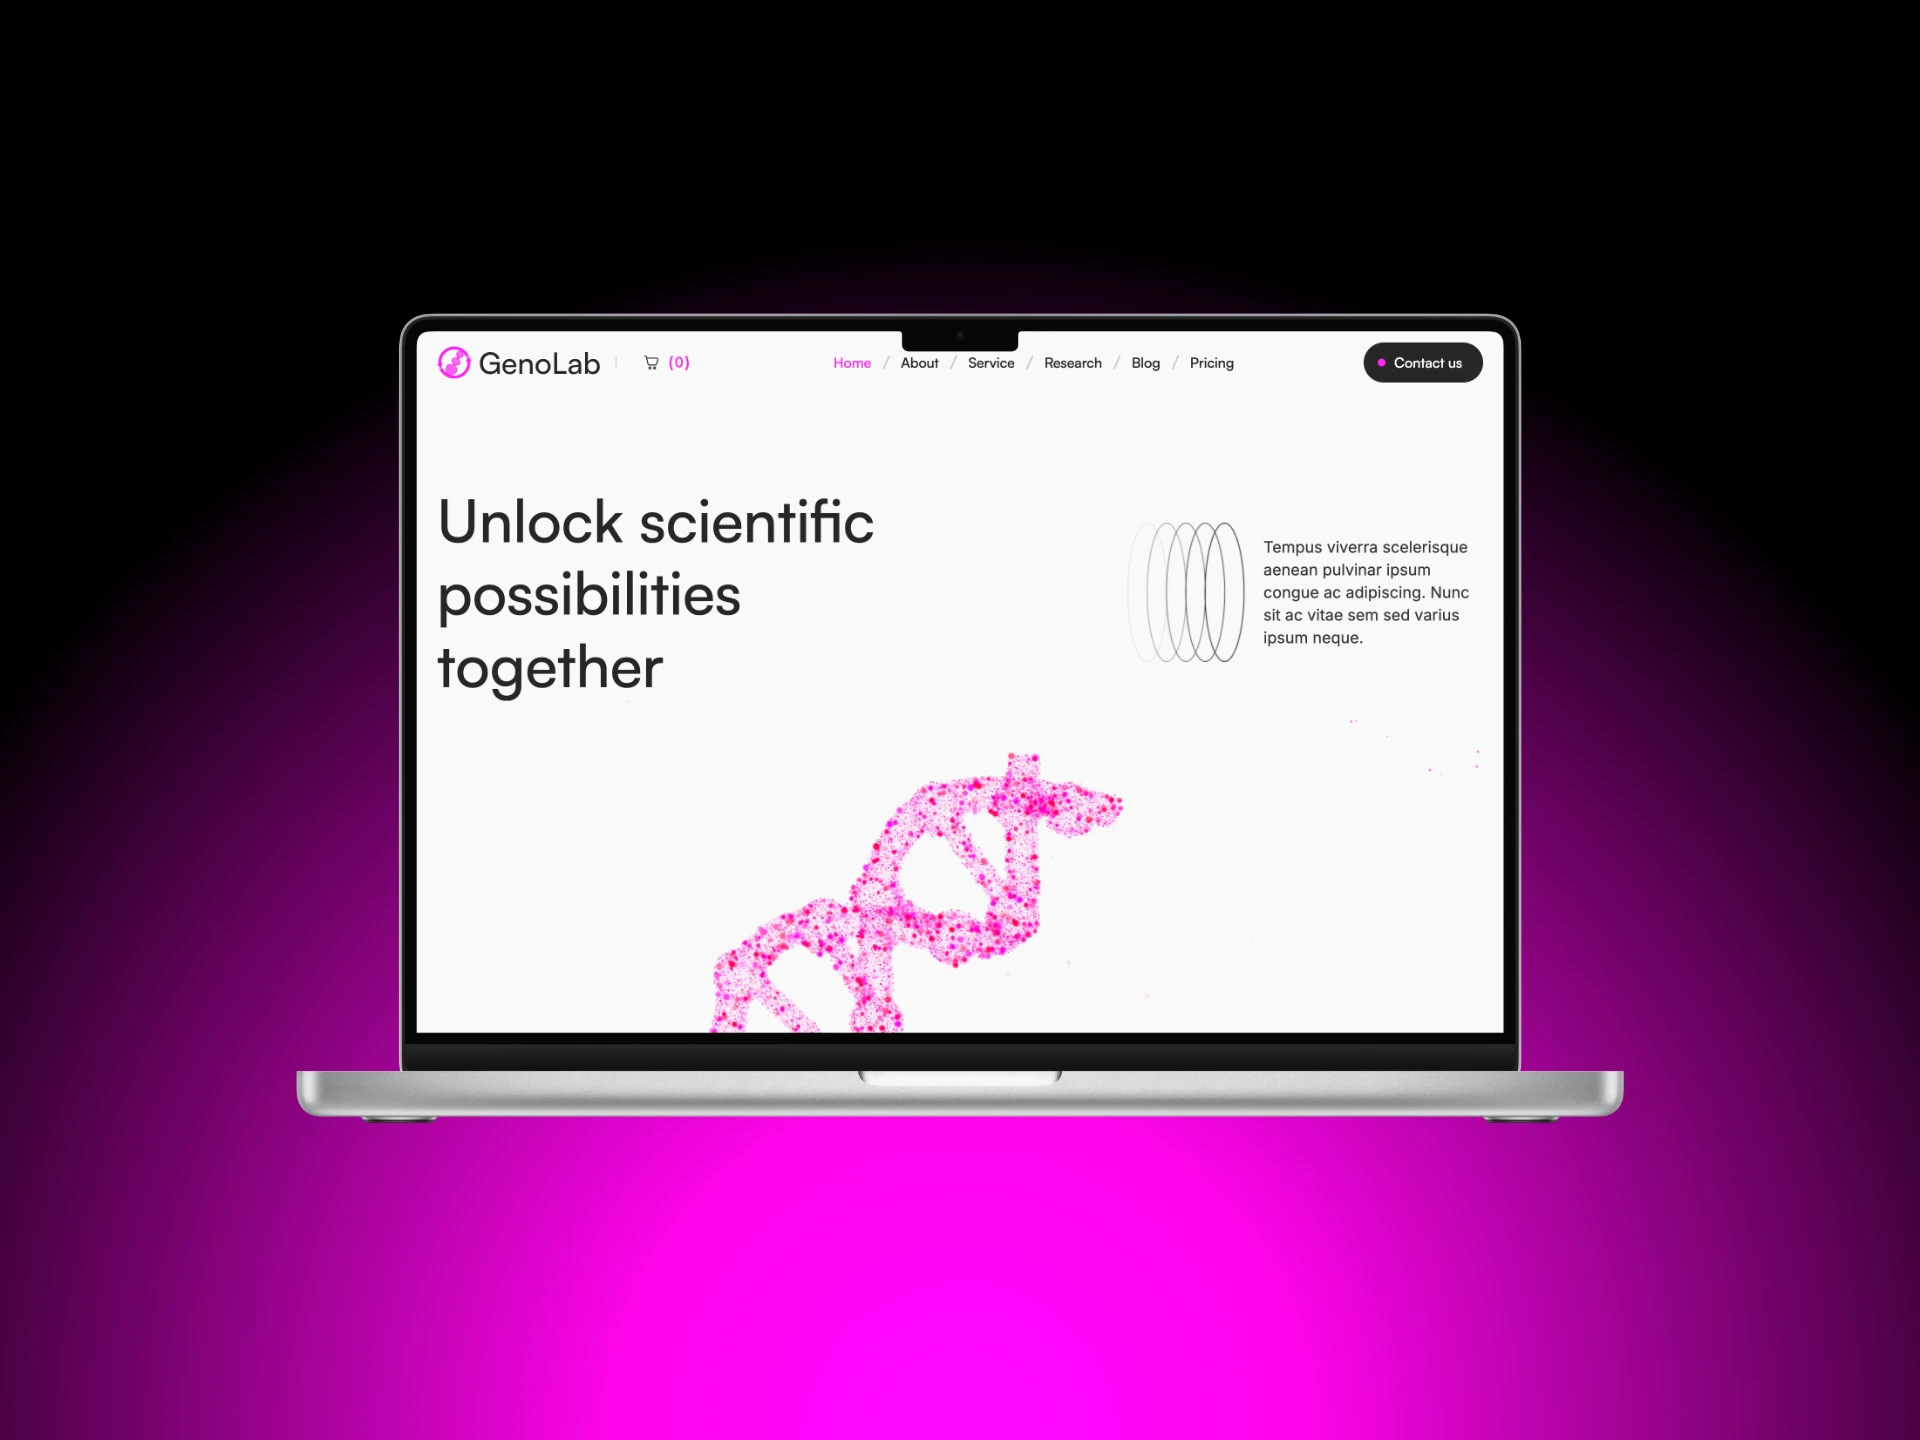 GenoLab (0) Home / About / Service / Research / Blog / Pricing Contact us
Unlock scientific
possibilities
together
Tempus viverra scelerisque
aenean pulvinar ipsum
congue ac adipiscing. Nunc
sit ac vitae sem sed varius
ipsum neque.